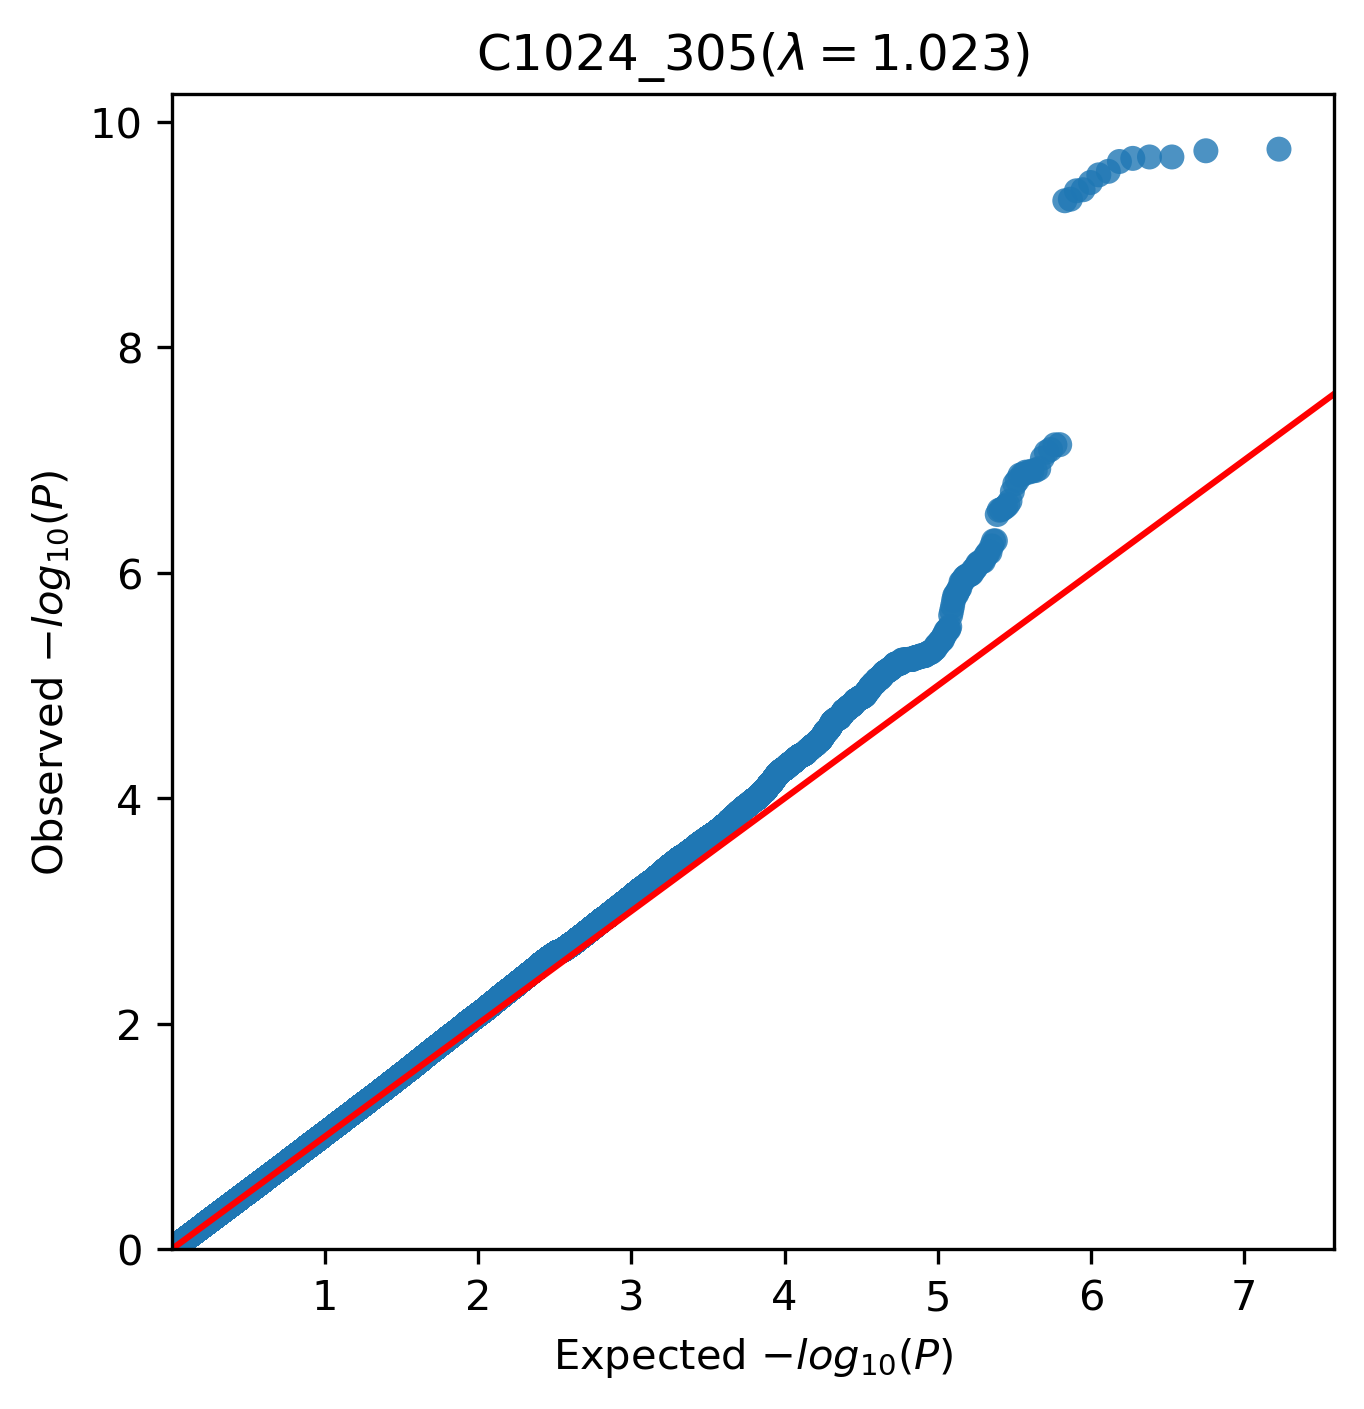 C1024_305(λ = 1.023)
10
8
6
4
2
0
Observed −log10(P)
1 2 3 4 5 6 7
Expected −log10(P)